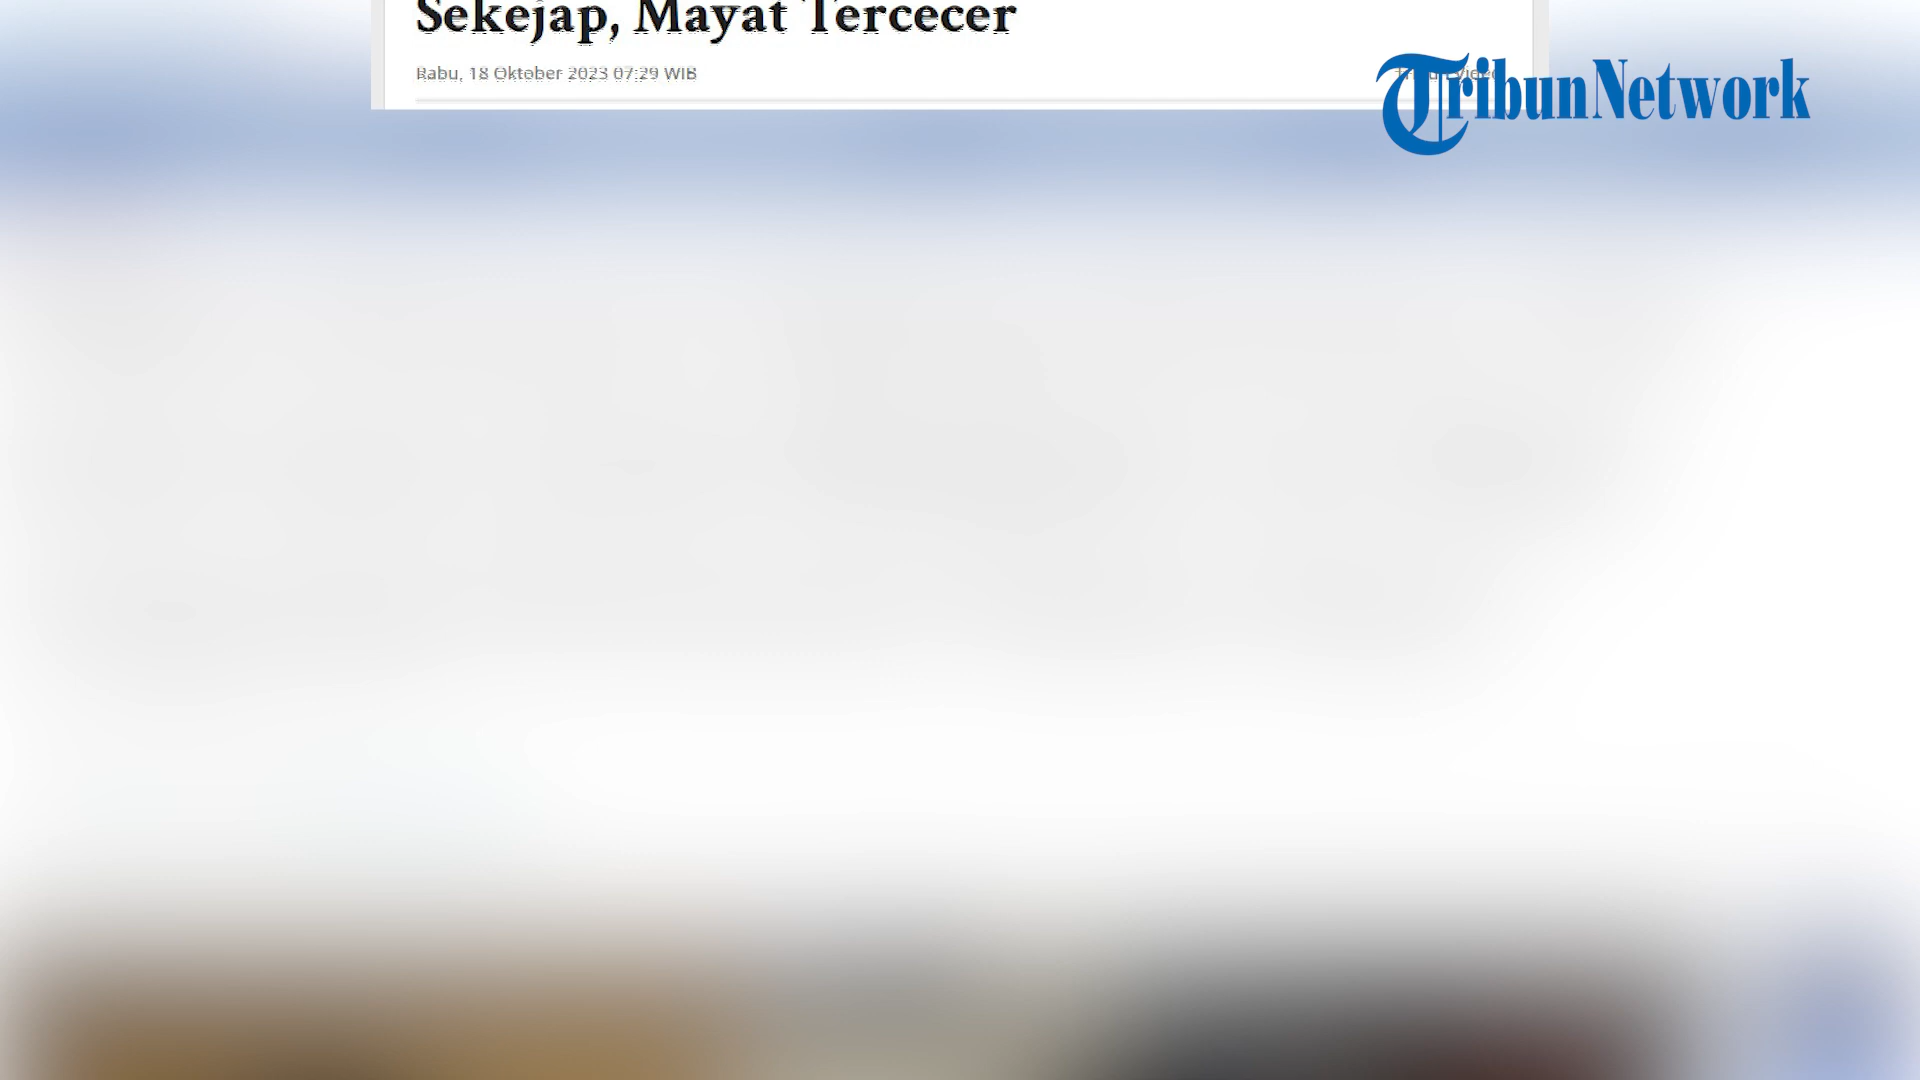 Sekejap, Mayat Tercecer
Rabu, 18 Oktober 2023 07:29 WIB
TribunNetwork